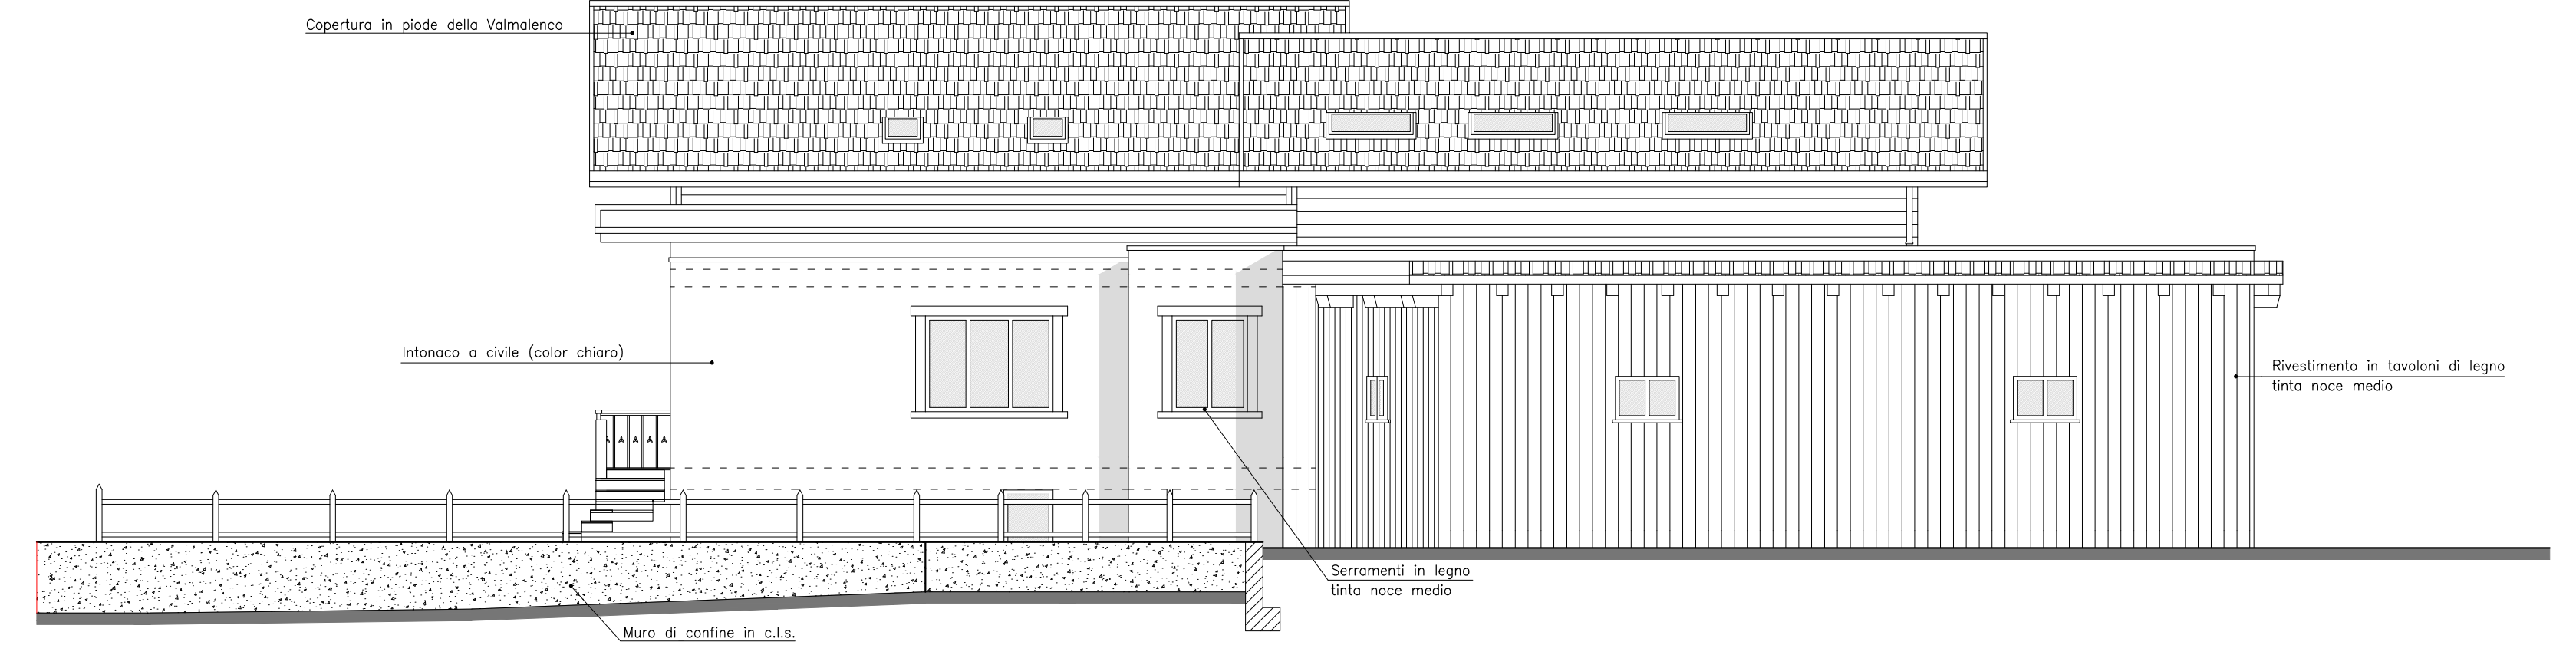 Copertura in piode della Valmalenco
Intonaco a civile (color chiaro)
Rivestimento in tavoloni di legno
tinta noce medio
Serramenti in legno
tinta noce medio
Muro di confine in c.l.s.